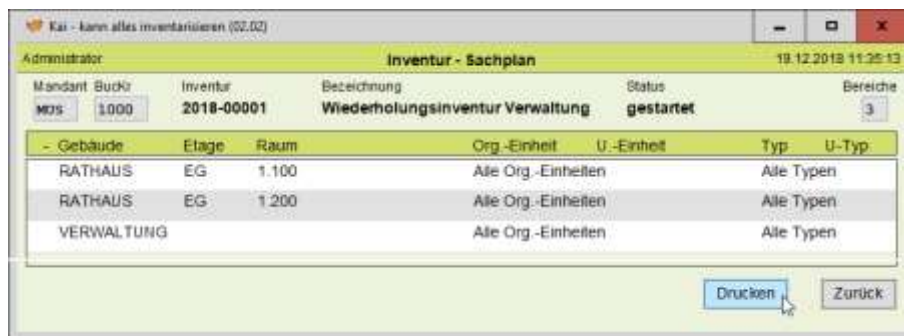 Kai - kann alles inventarisieren (02.02)
Administrator Inventur - Sachplan 19.12.2018 11:35:13
Mandant BucKr Inventur Bezeichnung Status Bereiche
MOS 1000 2018-00001 Wiederholungsinventur Verwaltung gestartet 3
- Gebäude Etage Raum Org.-Einheit U.-Einheit Typ U-Typ
RATHAUS EG 1.100 Alle Org.-Einheiten Alle Typen
RATHAUS EG 1.200 Alle Org.-Einheiten Alle Typen
VERWALTUNG Alle Org.-Einheiten Alle Typen
Drucken Zurück